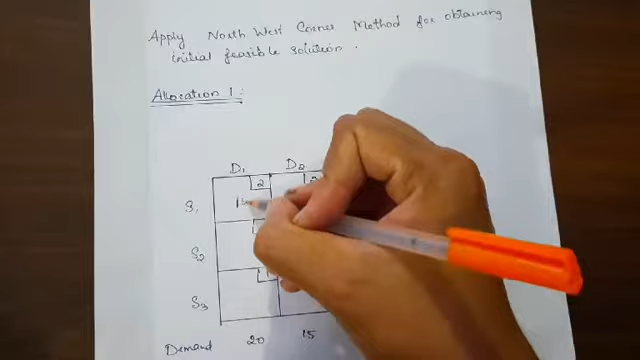 Apply North West Corner Method for obtaining
initial feasible solution.
Allocation 1:
D₁ D₂
2 2
S₁
S₂
S₃
Demand 20 15